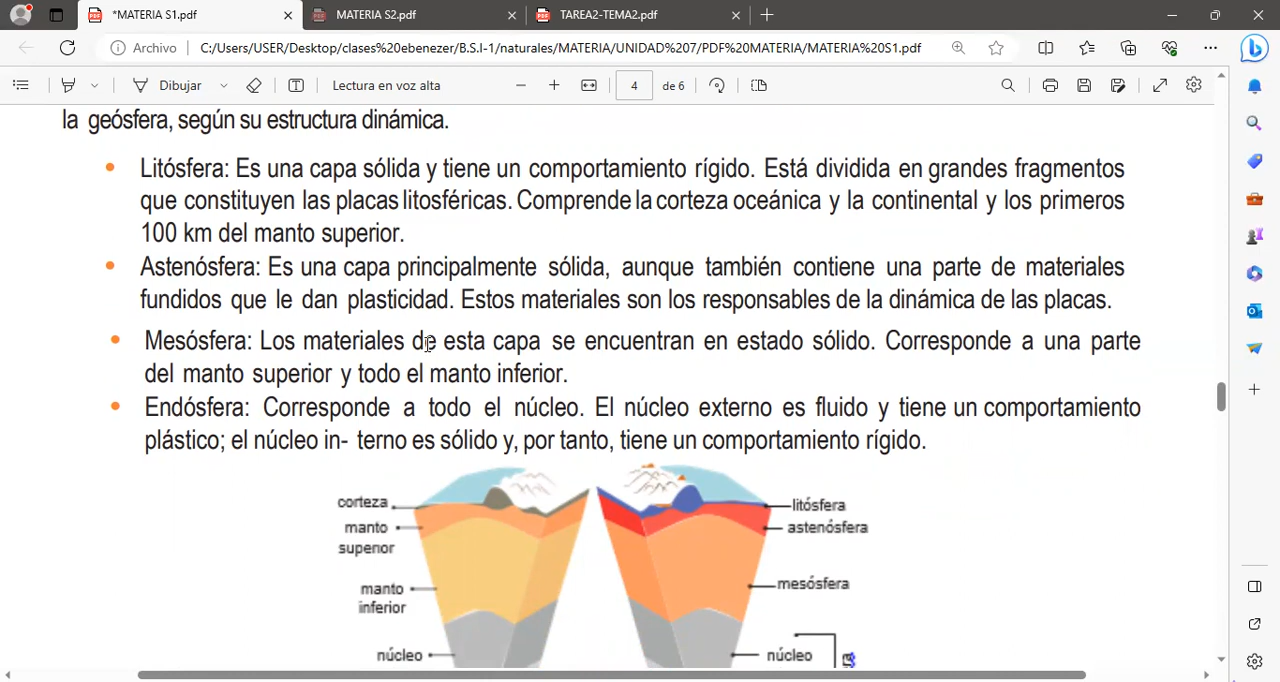 *MATERIA S1.pdf
MATERIA S2.pdf
TAREA2-TEMA2.pdf
Archivo
C:/Users/USER/Desktop/clases%20ebenezer/B.S.I-1/naturales/MATERIA/UNIDAD%207/PDF%20MATERIA/MATERIA%20S1.pdf
Dibujar
Lectura en voz alta
4
de 6
la geósfera, según su estructura dinámica.
• Litósfera: Es una capa sólida y tiene un comportamiento rígido. Está dividida en grandes fragmentos
que constituyen las placas litosféricas. Comprende la corteza oceánica y la continental y los primeros
100 km del manto superior.
• Astenósfera: Es una capa principalmente sólida, aunque también contiene una parte de materiales
fundidos que le dan plasticidad. Estos materiales son los responsables de la dinámica de las placas.
• Mesósfera: Los materiales de esta capa se encuentran en estado sólido. Corresponde a una parte
del manto superior y todo el manto inferior.
• Endósfera: Corresponde a todo el núcleo. El núcleo externo es fluido y tiene un comportamiento
plástico; el núcleo in- terno es sólido y, por tanto, tiene un comportamiento rígido.
corteza
manto
superior
manto
inferior
núcleo
litósfera
astenósfera
mesósfera
núcleo